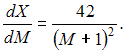 dX/dM = 42/(M + 1)².